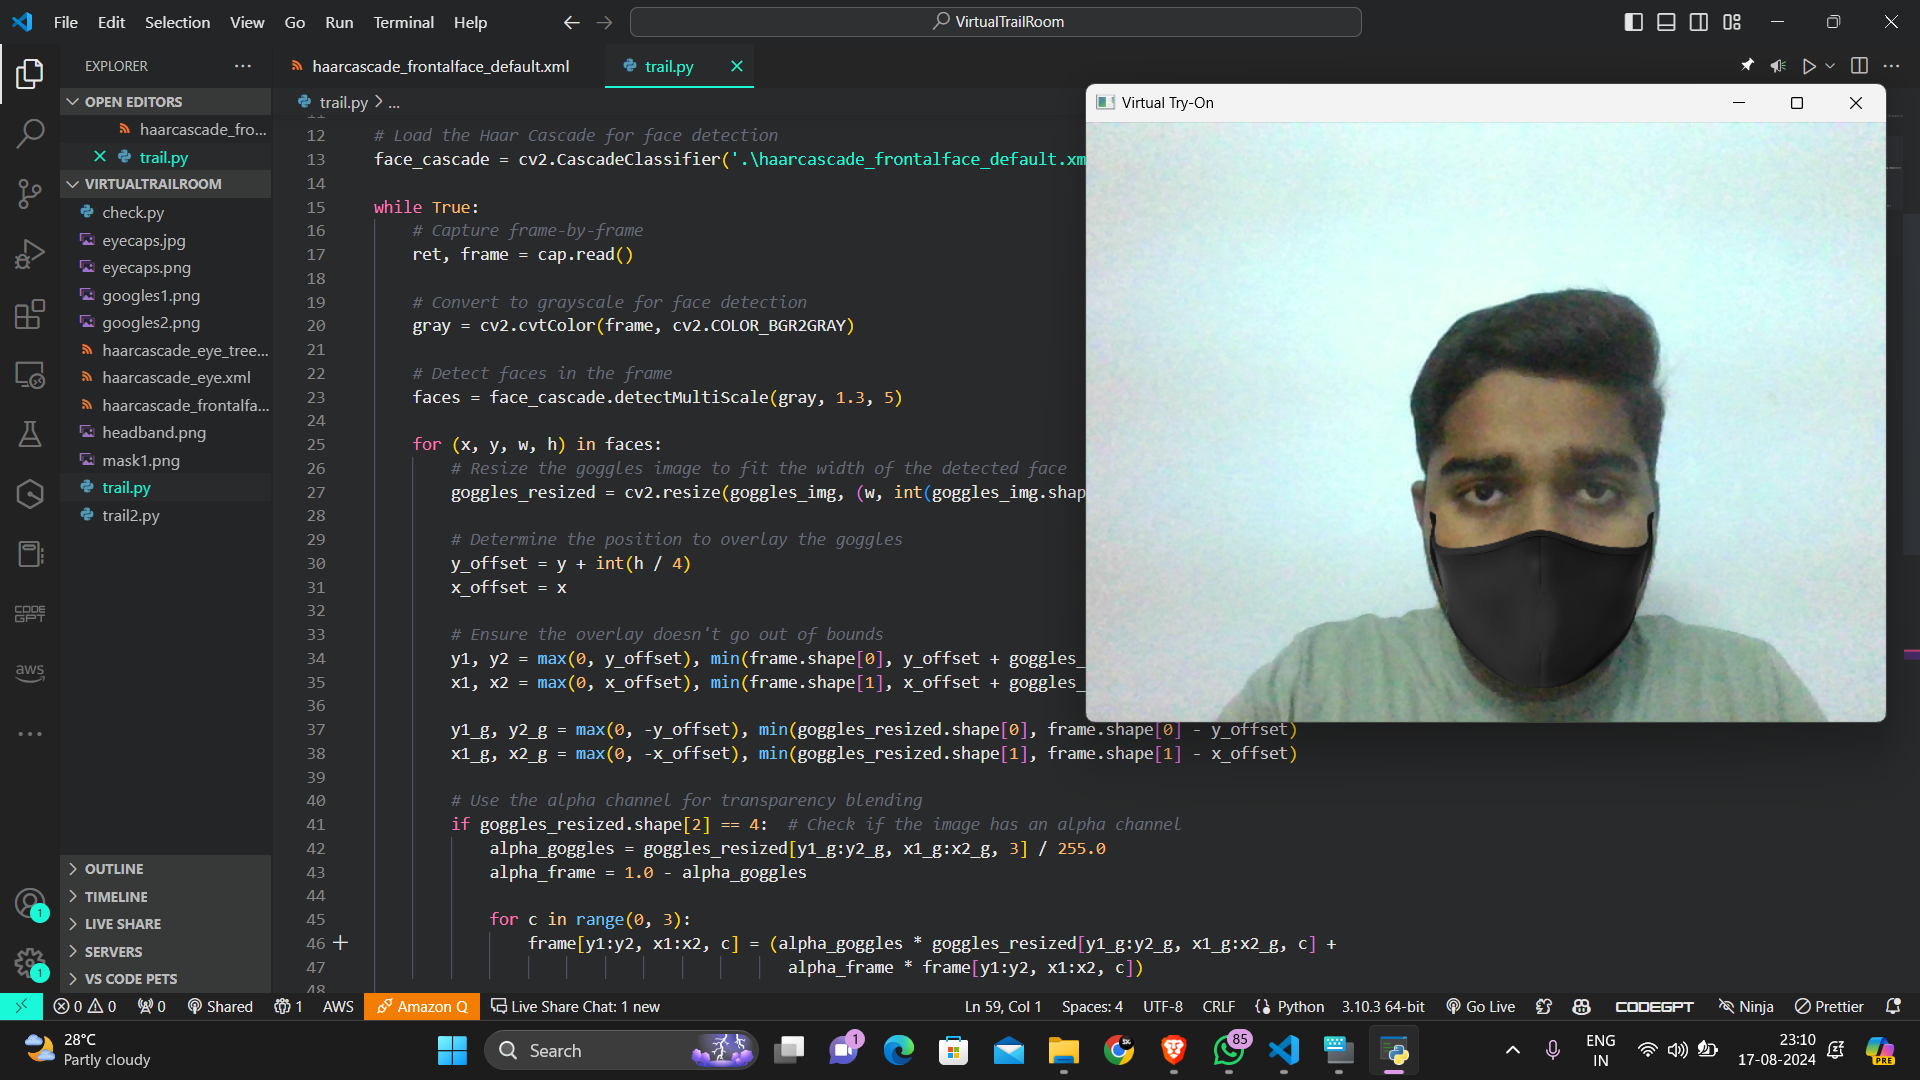 File Edit Selection View Go Run Terminal Help
VirtualTrailRoom
EXPLORER
OPEN EDITORS
haarcascade_fro...
trail.py
VIRTUALTRAILROOM
check.py
eyecaps.jpg
eyecaps.png
googles1.png
googles2.png
haarcascade_eye_tree...
haarcascade_eye.xml
haarcascade_frontalfa...
headband.png
mask1.png
trail.py
trail2.py
OUTLINE
TIMELINE
LIVE SHARE
SERVERS
VS CODE PETS
haarcascade_frontalface_default.xml
trail.py
trail.py > ...
12 # Load the Haar Cascade for face detection
13 face_cascade = cv2.CascadeClassifier('.\haarcascade_frontalface_default.xm
14
15 while True:
16 # Capture frame-by-frame
17 ret, frame = cap.read()
18
19 # Convert to grayscale for face detection
20 gray = cv2.cvtColor(frame, cv2.COLOR_BGR2GRAY)
21
22 # Detect faces in the frame
23 faces = face_cascade.detectMultiScale(gray, 1.3, 5)
24
25 for (x, y, w, h) in faces:
26 # Resize the goggles image to fit the width of the detected face
27 goggles_resized = cv2.resize(goggles_img, (w, int(goggles_img.shap
28
29 # Determine the position to overlay the goggles
30 y_offset = y + int(h / 4)
31 x_offset = x
32
33 # Ensure the overlay doesn't go out of bounds
34 y1, y2 = max(0, y_offset), min(frame.shape[0], y_offset + goggles_
35 x1, x2 = max(0, x_offset), min(frame.shape[1], x_offset + goggles_
36
37 y1_g, y2_g = max(0, -y_offset), min(goggles_resized.shape[0], frame.shape[0] - y_offset)
38 x1_g, x2_g = max(0, -x_offset), min(goggles_resized.shape[1], frame.shape[1] - x_offset)
39
40 # Use the alpha channel for transparency blending
41 if goggles_resized.shape[2] == 4: # Check if the image has an alpha channel
42 alpha_goggles = goggles_resized[y1_g:y2_g, x1_g:x2_g, 3] / 255.0
43 alpha_frame = 1.0 - alpha_goggles
44
45 for c in range(0, 3):
46 frame[y1:y2, x1:x2, c] = (alpha_goggles * goggles_resized[y1_g:y2_g, x1_g:x2_g, c] +
47 alpha_frame * frame[y1:y2, x1:x2, c])
48
Virtual Try-On
CODE GPT
aws
1
1
0 0 0 Shared 1 AWS Amazon Q Live Share Chat: 1 new Ln 59, Col 1 Spaces: 4 UTF-8 CRLF Python 3.10.3 64-bit Go Live CODEGPT Ninja Prettier
28°C
Partly cloudy
Search
1
85
ENG
IN
23:10
17-08-2024
PRE